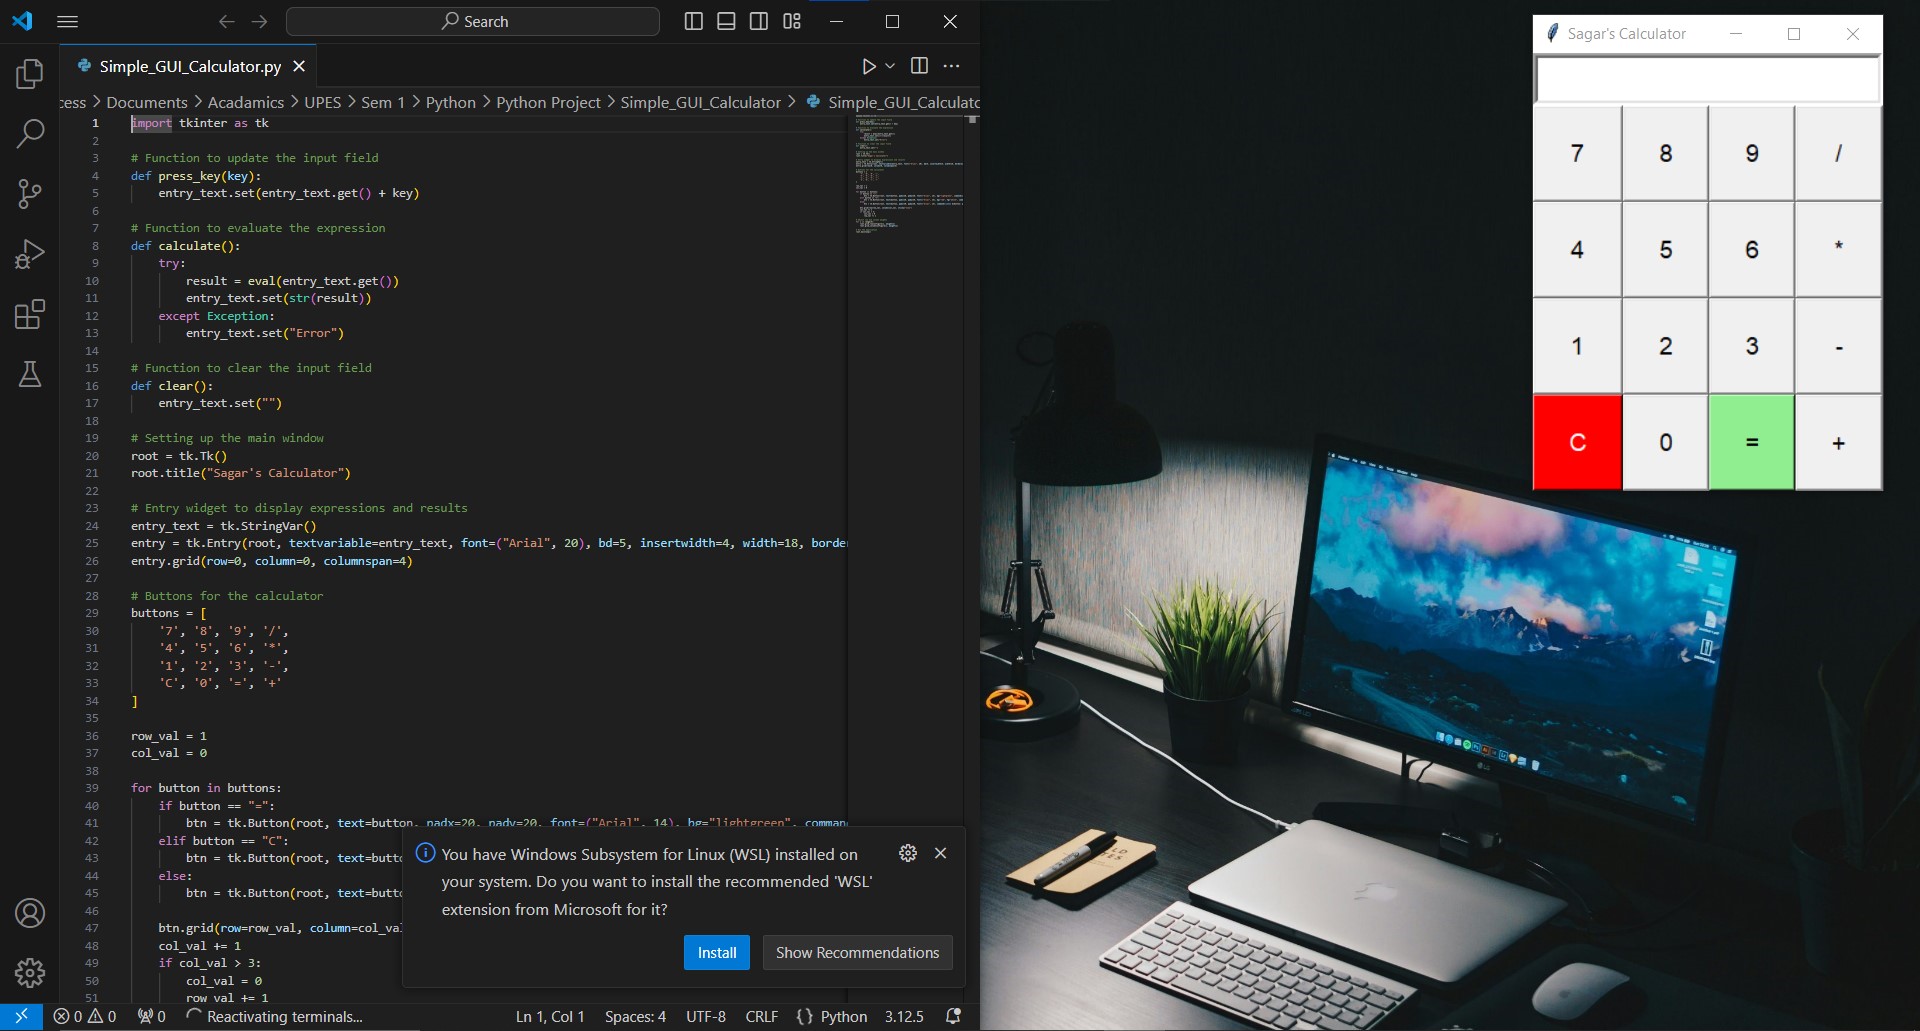 Search
Simple_GUI_Calculator.py
cess > Documents > Acadamics > UPES > Sem 1 > Python > Python Project > Simple_GUI_Calculator > Simple_GUI_Calculato
1 import tkinter as tk
2
3 # Function to update the input field
4 def press_key(key):
5 entry_text.set(entry_text.get() + key)
6
7 # Function to evaluate the expression
8 def calculate():
9 try:
10 result = eval(entry_text.get())
11 entry_text.set(str(result))
12 except Exception:
13 entry_text.set("Error")
14
15 # Function to clear the input field
16 def clear():
17 entry_text.set("")
18
19 # Setting up the main window
20 root = tk.Tk()
21 root.title("Sagar's Calculator")
22
23 # Entry widget to display expressions and results
24 entry_text = tk.StringVar()
25 entry = tk.Entry(root, textvariable=entry_text, font=("Arial", 20), bd=5, insertwidth=4, width=18, border
26 entry.grid(row=0, column=0, columnspan=4)
27
28 # Buttons for the calculator
29 buttons = [
30 '7', '8', '9', '/',
31 '4', '5', '6', '*',
32 '1', '2', '3', '-',
33 'C', '0', '=', '+'
34 ]
35
36 row_val = 1
37 col_val = 0
38
39 for button in buttons:
40 if button == "=":
41 btn = tk.Button(root, text=button, padx=20, pady=20, font=("Arial", 14), bg="lightgreen", comman
42 elif button == "C":
43 btn = tk.Button(root, text=butto
44 else:
45 btn = tk.Button(root, text=butto
46
47 btn.grid(row=row_val, column=col_val
48 col_val += 1
49 if col_val > 3:
50 col_val = 0
51 row_val += 1
You have Windows Subsystem for Linux (WSL) installed on
your system. Do you want to install the recommended 'WSL'
extension from Microsoft for it?
Install Show Recommendations
0 0 0 Reactivating terminals... Ln 1, Col 1 Spaces: 4 UTF-8 CRLF {} Python 3.12.5
Sagar's Calculator
7 8 9 /
4 5 6 *
1 2 3 -
C 0 = +